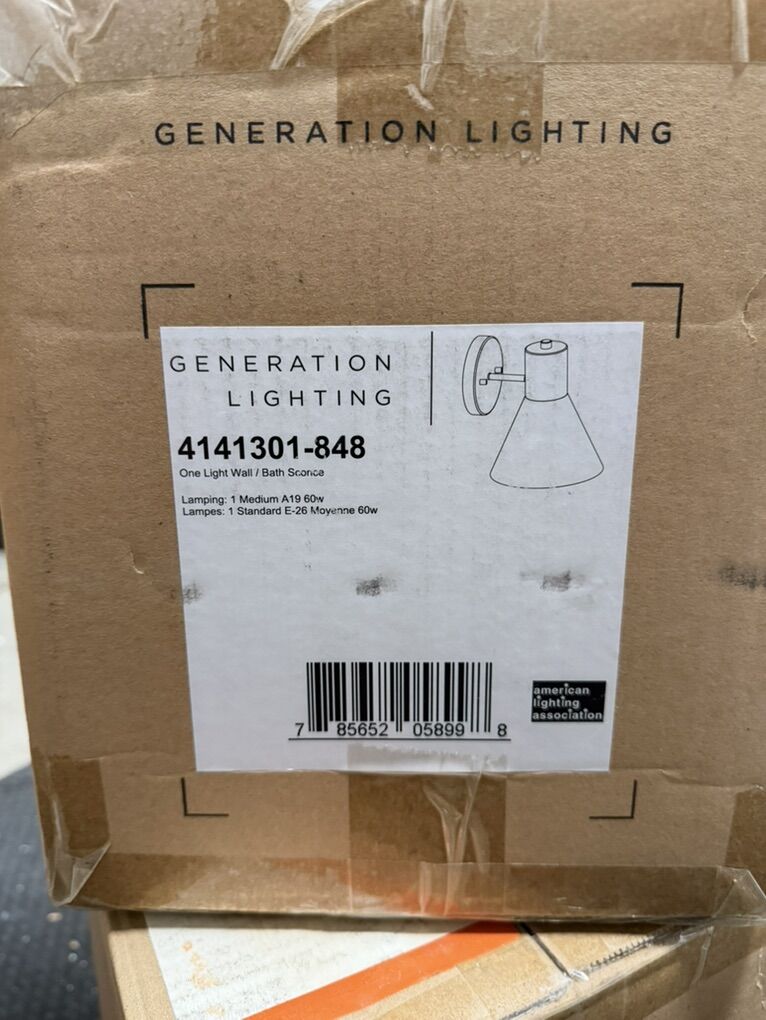 GENERATION LIGHTING
GENERATION
LIGHTING
4141301-848
One Light Wall / Bath Sconce
Lamping: 1 Medium A19 60w
Lampes: 1 Standard E-26 Moyenne 60w
7 85652 05899 8
american
lighting
association